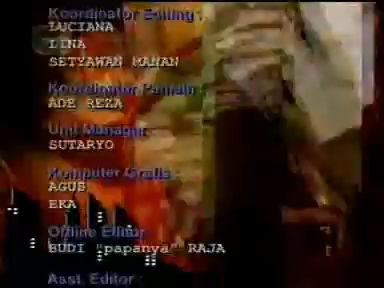 Koordinator Editing :
LUCIANA
LINA
SETYAWAN MANAN
Koordinator Pemain :
ADE REZA
Unit Manager :
SUTARYO
Komputer Grafis :
AGUS
EKA
Offline Editor :
BUDI "papanya" RAJA
Asst. Editor :